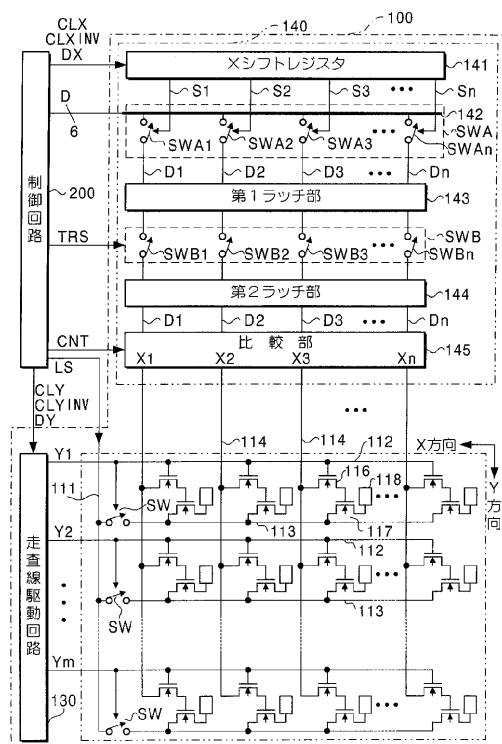 CLX
CLXINV
DX
140
100
Xシフトレジスタ
141
S1
S2
S3
•••
Sn
D
6
142
SWA
SWA1
SWA2
SWA3
•••
SWAn
D1
D2
D3
•••
Dn
制御回路
200
第1ラッチ部
143
TRS
SWB
SWB1
SWB2
SWB3
•••
SWBn
第2ラッチ部
144
D1
D2
D3
•••
Dn
CNT
比較部
145
LS
X1
X2
X3
Xn
CLY
CLYINV
DY
•••
114
114
112
X方向
Y方向
Y1
111
116
118
•••
SW
113
117
Y2
112
走査線駆動回路
•••
SW
113
Ym
SW
•••
130